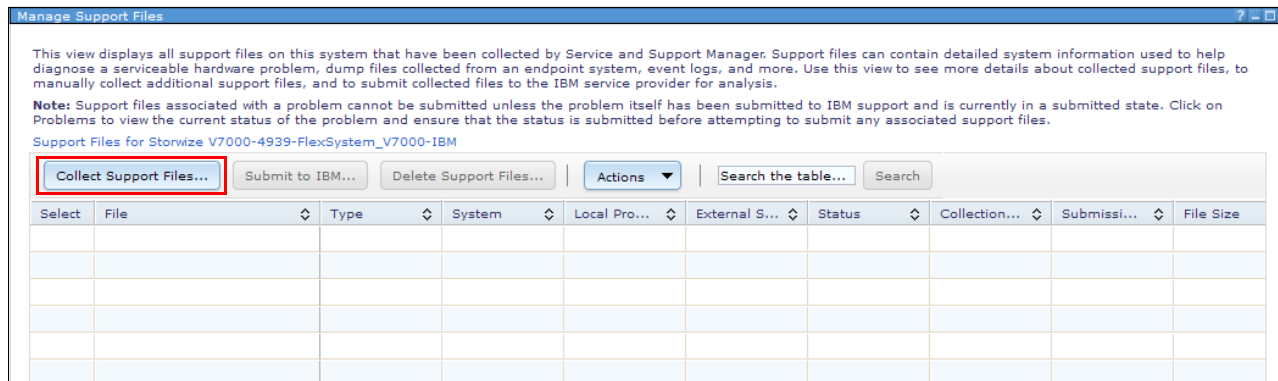 Manage Support Files ? – □
This view displays all support files on this system that have been collected by Service and Support Manager. Support files can contain detailed system information used to help
diagnose a serviceable hardware problem, dump files collected from an endpoint system, event logs, and more. Use this view to see more details about collected support files, to
manually collect additional support files, and to submit collected files to the IBM service provider for analysis.
Note: Support files associated with a problem cannot be submitted unless the problem itself has been submitted to IBM support and is currently in a submitted state. Click on
Problems to view the current status of the problem and ensure that the status is submitted before attempting to submit any associated support files.
Support Files for Storwize V7000-4939-FlexSystem_V7000-IBM
Collect Support Files... Submit to IBM... Delete Support Files... Actions Search the table... Search
Select File Type System Local Pro... External S... Status Collection... Submissi... File Size